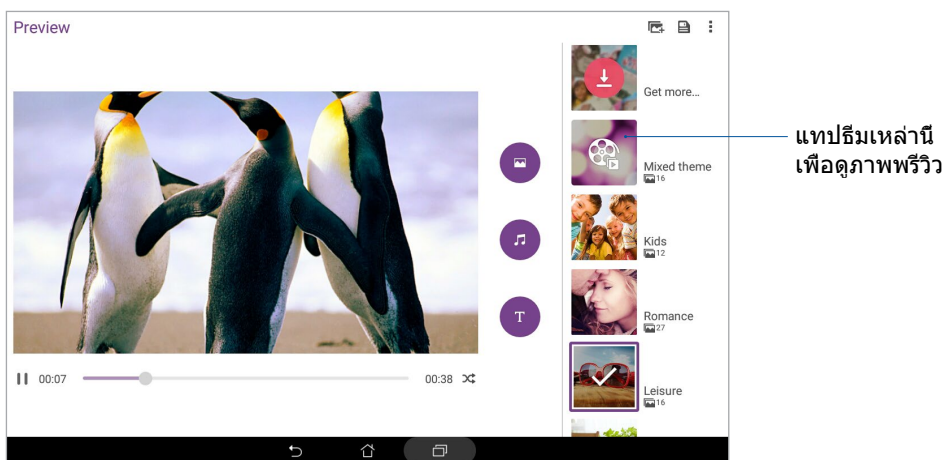 Preview
Get more...
Mixed theme
16
แทปธีมเหล่านี้
เพื่อดูภาพพรีวิว
Kids
12
T
Romance
27
00:07
00:38
Leisure
16